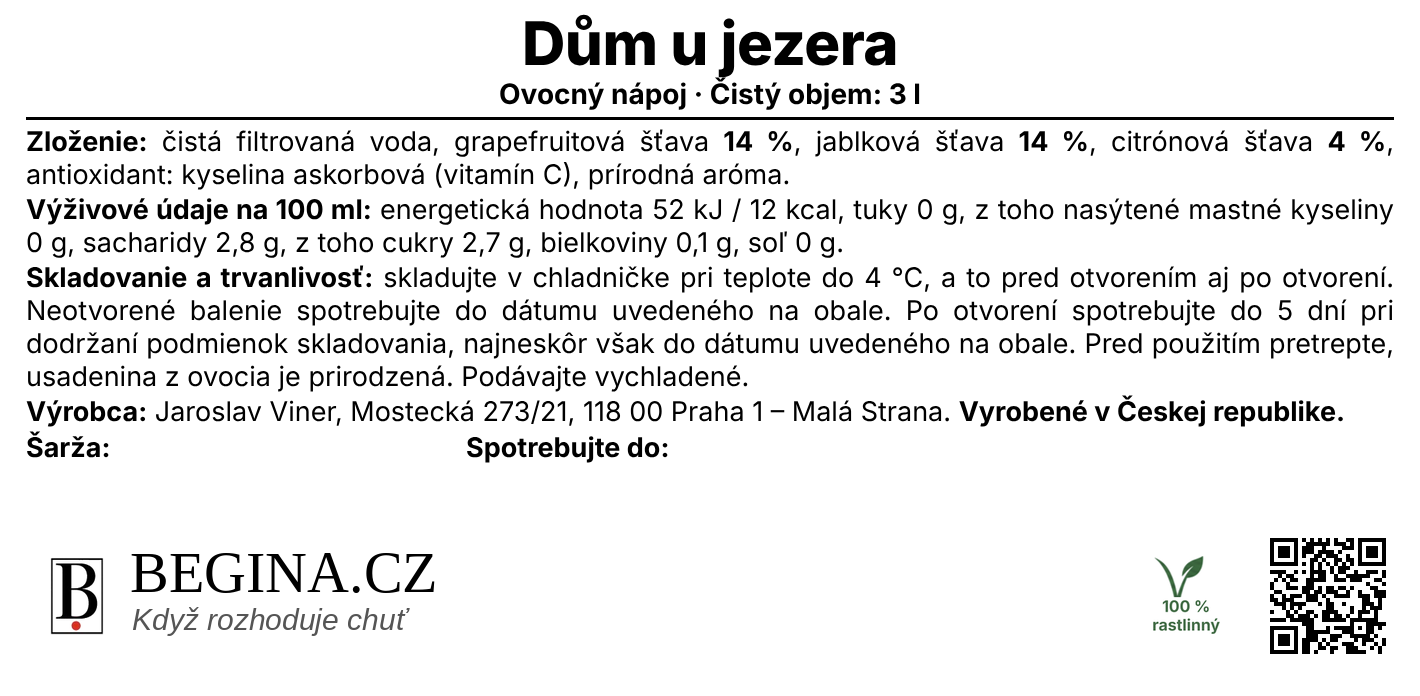 Dům u jezera
Ovocný nápoj · Čistý objem: 3 l
Zloženie: čistá filtrovaná voda, grapefruitová šťava 14 %, jablková šťava 14 %, citrónová šťava 4 %,
antioxidant: kyselina askorbová (vitamín C), prírodná aróma.
Výživové údaje na 100 ml: energetická hodnota 52 kJ / 12 kcal, tuky 0 g, z toho nasýtené mastné kyseliny
0 g, sacharidy 2,8 g, z toho cukry 2,7 g, bielkoviny 0,1 g, soľ 0 g.
Skladovanie a trvanlivosť: skladujte v chladničke pri teplote do 4 °C, a to pred otvorením aj po otvorení.
Neotvorené balenie spotrebujte do dátumu uvedeného na obale. Po otvorení spotrebujte do 5 dní pri
dodržaní podmienok skladovania, najneskôr však do dátumu uvedeného na obale. Pred použitím pretrepte,
usadenina z ovocia je prirodzená. Podávajte vychladené.
Výrobca: Jaroslav Viner, Mostecká 273/21, 118 00 Praha 1 – Malá Strana. Vyrobené v Českej republike.
Šarža: Spotrebujte do:
B
BEGINA.CZ
Když rozhoduje chuť
100 %
rastlinný